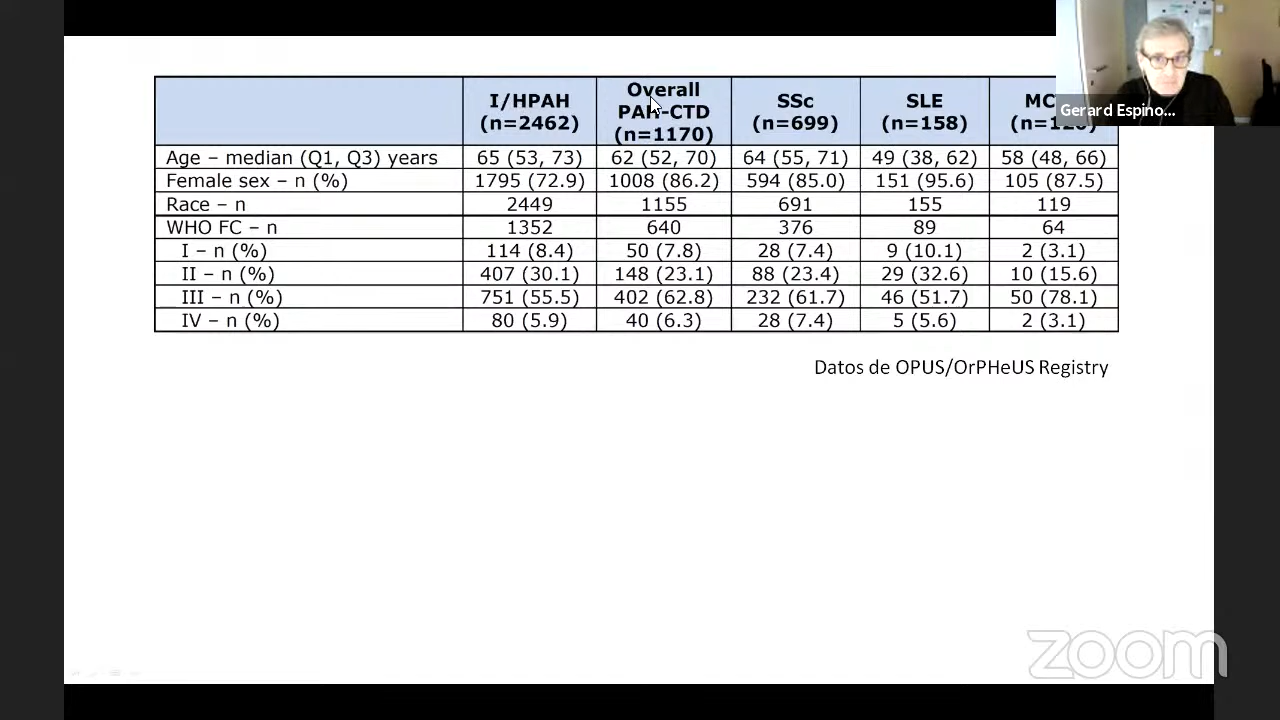 Gerard Espino...
I/HPAH (n=2462) Overall PAH-CTD (n=1170) SSc (n=699) SLE (n=158)
Age – median (Q1, Q3) years 65 (53, 73) 62 (52, 70) 64 (55, 71) 49 (38, 62) 58 (48, 66)
Female sex – n (%) 1795 (72.9) 1008 (86.2) 594 (85.0) 151 (95.6) 105 (87.5)
Race – n 2449 1155 691 155 119
WHO FC – n 1352 640 376 89 64
I – n (%) 114 (8.4) 50 (7.8) 28 (7.4) 9 (10.1) 2 (3.1)
II – n (%) 407 (30.1) 148 (23.1) 88 (23.4) 29 (32.6) 10 (15.6)
III – n (%) 751 (55.5) 402 (62.8) 232 (61.7) 46 (51.7) 50 (78.1)
IV – n (%) 80 (5.9) 40 (6.3) 28 (7.4) 5 (5.6) 2 (3.1)
Datos de OPUS/OrPHeUS Registry
zoom